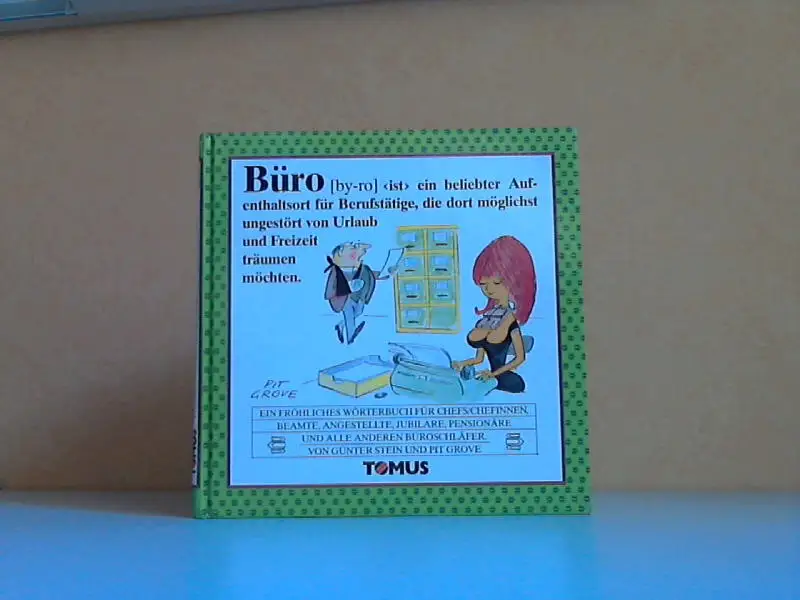 Büro [by-ro] ‹ist› ein beliebter Auf-
enthaltsort für Berufstätige, die dort möglichst
ungestört von Urlaub
und Freizeit
träumen
möchten.
PIT
GROVE
EIN FRÖHLICHES WÖRTERBUCH FÜR CHEFS/CHEFINNEN,
BEAMTE, ANGESTELLTE, JUBILARE, PENSIONÄRE
UND ALLE ANDEREN BÜROSCHLÄFER.
VON GÜNTER STEIN UND PIT GROVE
TOMUS
TOMUS